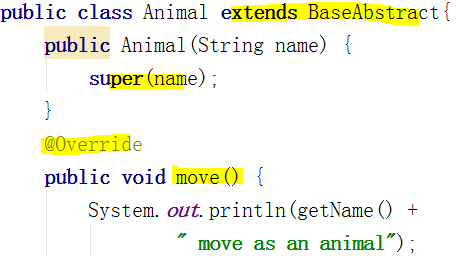 public class Animal extends BaseAbstract{
public Animal(String name) {
super(name);
}
@Override
public void move() {
System.out.println(getName() +
" move as an animal");